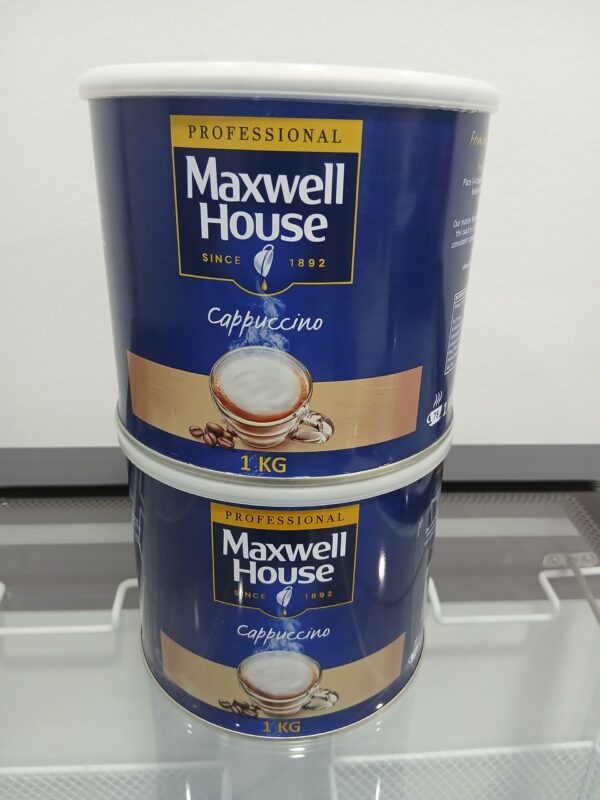 PROFESSIONAL
Maxwell
House
SINCE 1892
Cappuccino
1 KG
PROFESSIONAL
Maxwell
House
SINCE 1892
Cappuccino
1 KG